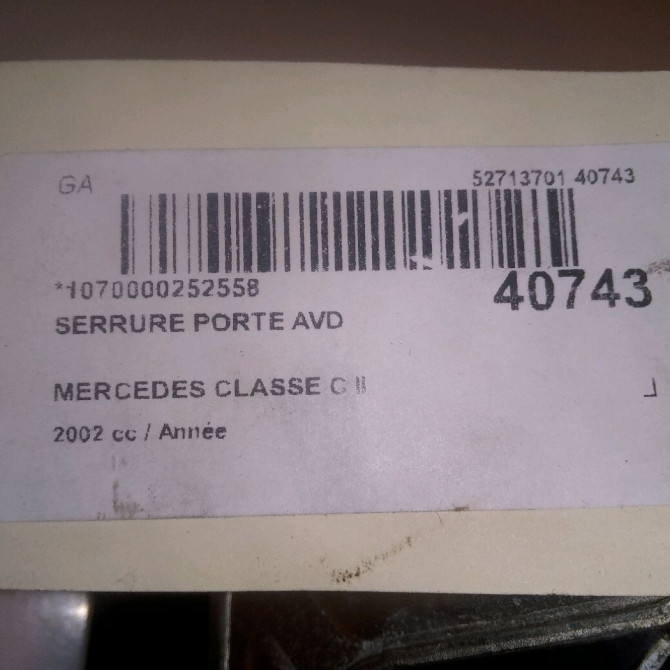 GA
52713701 40743
*1070000252558
40743
SERRURE PORTE AVD
MERCEDES CLASSE C II
2002 cc / Année